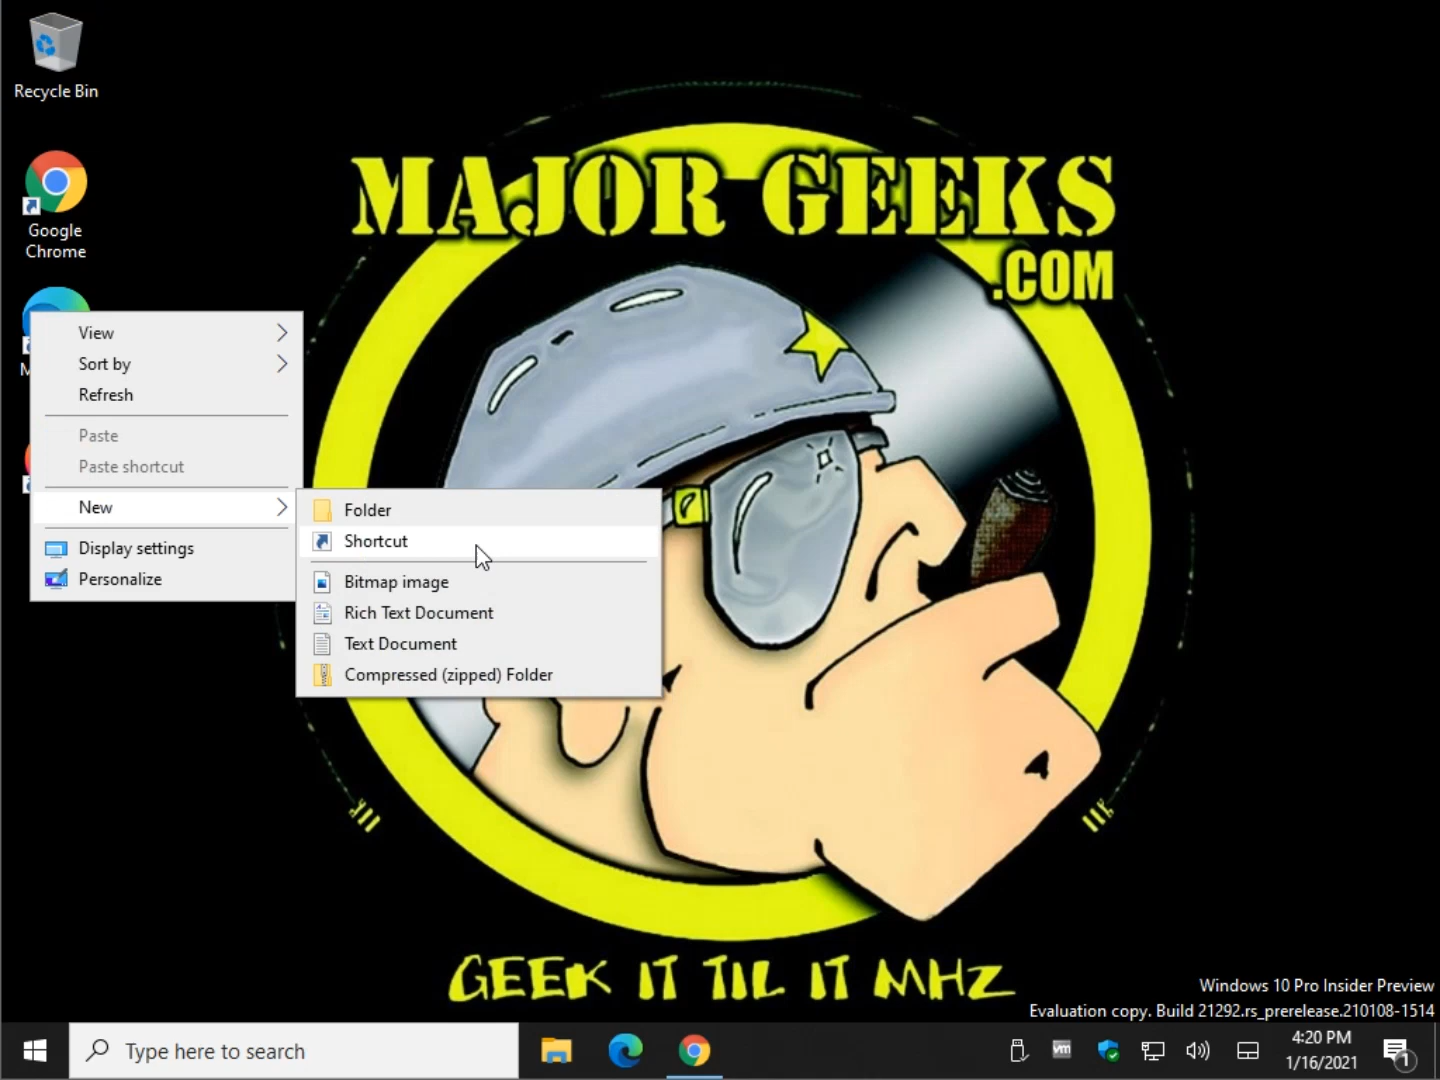 Recycle Bin
Google
Chrome
MAJOR GEEKS
.COM
View
Sort by
Refresh
Paste
Paste shortcut
New
Display settings
Personalize
Folder
Shortcut
Bitmap image
Rich Text Document
Text Document
Compressed (zipped) Folder
GEEK IT TIL IT MHZ
Windows 10 Pro Insider Preview
Evaluation copy. Build 21292.rs_prerelease.210108-1514
Type here to search
vm
4:20 PM
1/16/2021
1